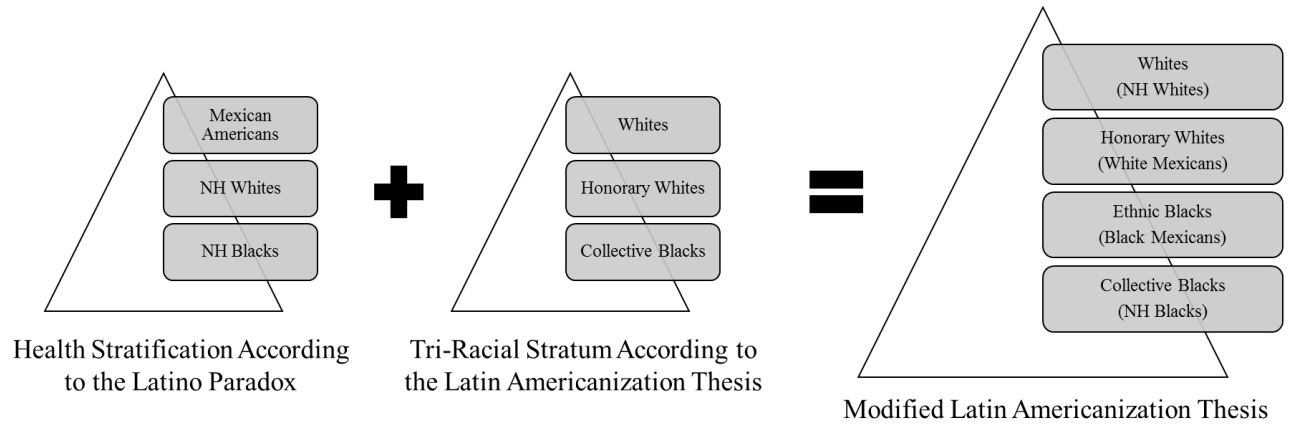 Mexican
Americans
NH Whites
NH Blacks
Health Stratification According
to the Latino Paradox
Whites
Honorary Whites
Collective Blacks
Tri-Racial Stratum According to
the Latin Americanization Thesis
Whites
(NH Whites)
Honorary Whites
(White Mexicans)
Ethnic Blacks
(Black Mexicans)
Collective Blacks
(NH Blacks)
Modified Latin Americanization Thesis